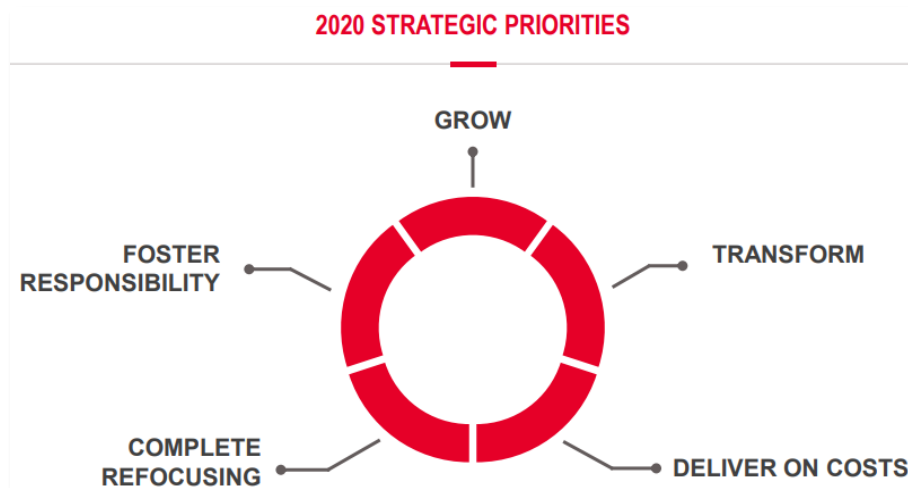 2020 STRATEGIC PRIORITIES
GROW
FOSTER
RESPONSIBILITY
TRANSFORM
COMPLETE
REFOCUSING
DELIVER ON COSTS